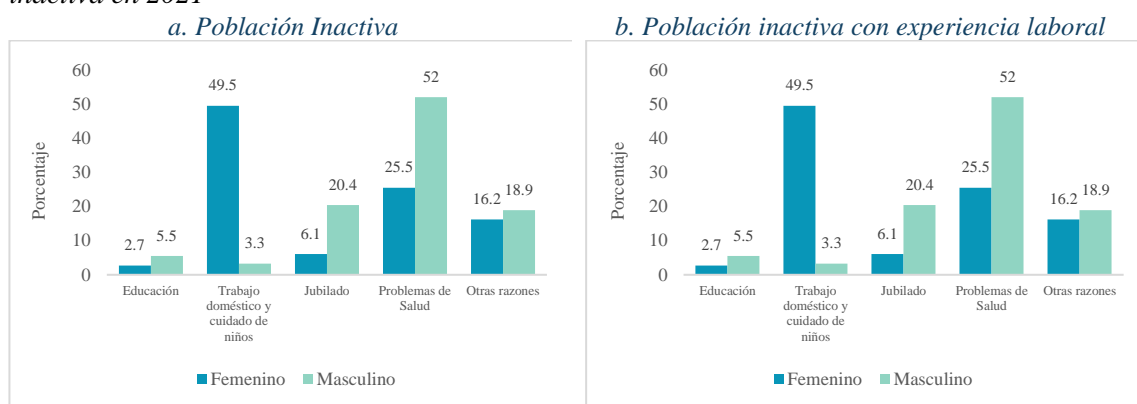 inactiva en 2021
a. Población Inactiva
60
50
40
30
20
10
0
Porcentaje
2.7
5.5
49.5
3.3
6.1
20.4
25.5
52
16.2
18.9
Educación
Trabajo
doméstico y
cuidado de
niños
Jubilado
Problemas de
Salud
Otras razones
Femenino
Masculino
b. Población inactiva con experiencia laboral
60
50
40
30
20
10
0
Porcentaje
2.7
5.5
49.5
3.3
6.1
20.4
25.5
52
16.2
18.9
Educación
Trabajo
doméstico y
cuidado de
niños
Jubilado
Problemas de
Salud
Otras razones
Femenino
Masculino